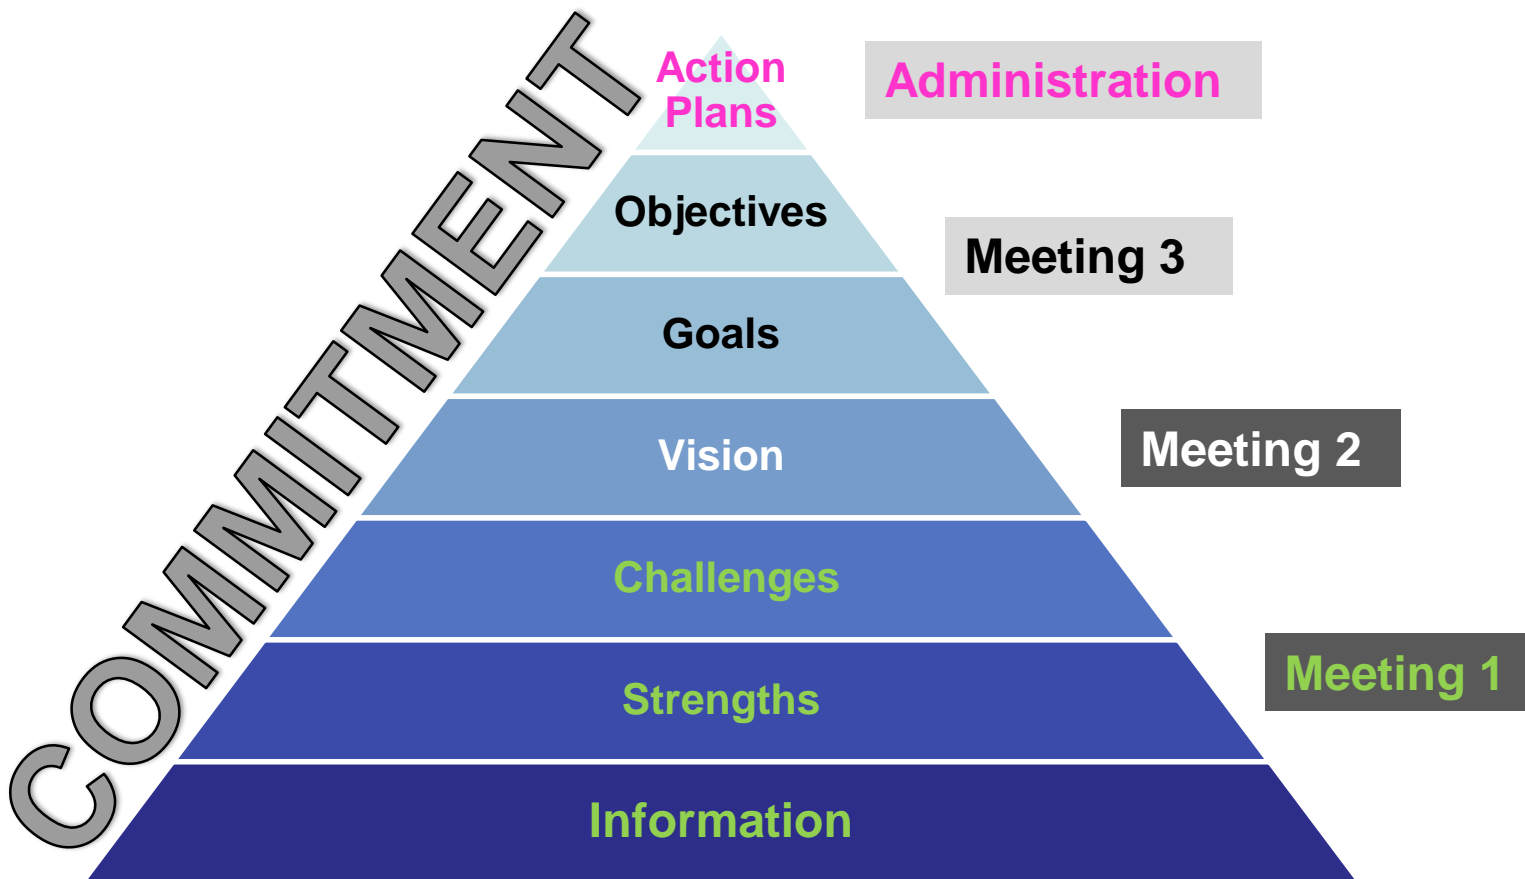 COMMITMENT
Action
Plans
Administration
Objectives
Meeting 3
Goals
Vision
Meeting 2
Challenges
Strengths
Meeting 1
Information